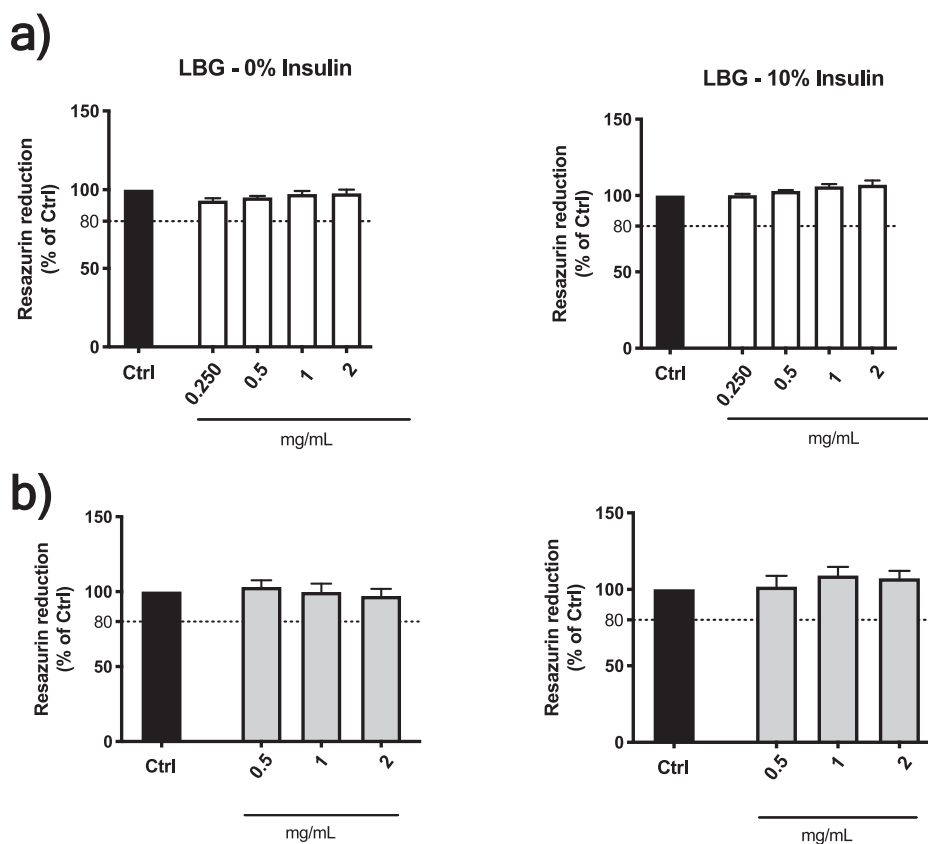 a)
LBG - 0% Insulin
Resazurin reduction
(% of Ctrl)
150
100
80
50
0
Ctrl
0.250
0.5
1
2
mg/mL
LBG - 10% Insulin
Resazurin reduction
(% of Ctrl)
150
100
80
50
0
Ctrl
0.250
0.5
1
2
mg/mL
b)
Resazurin reduction
(% of Ctrl)
150
100
80
50
0
Ctrl
0.5
1
2
mg/mL
Resazurin reduction
(% of Ctrl)
150
100
80
50
0
Ctrl
0.5
1
2
mg/mL